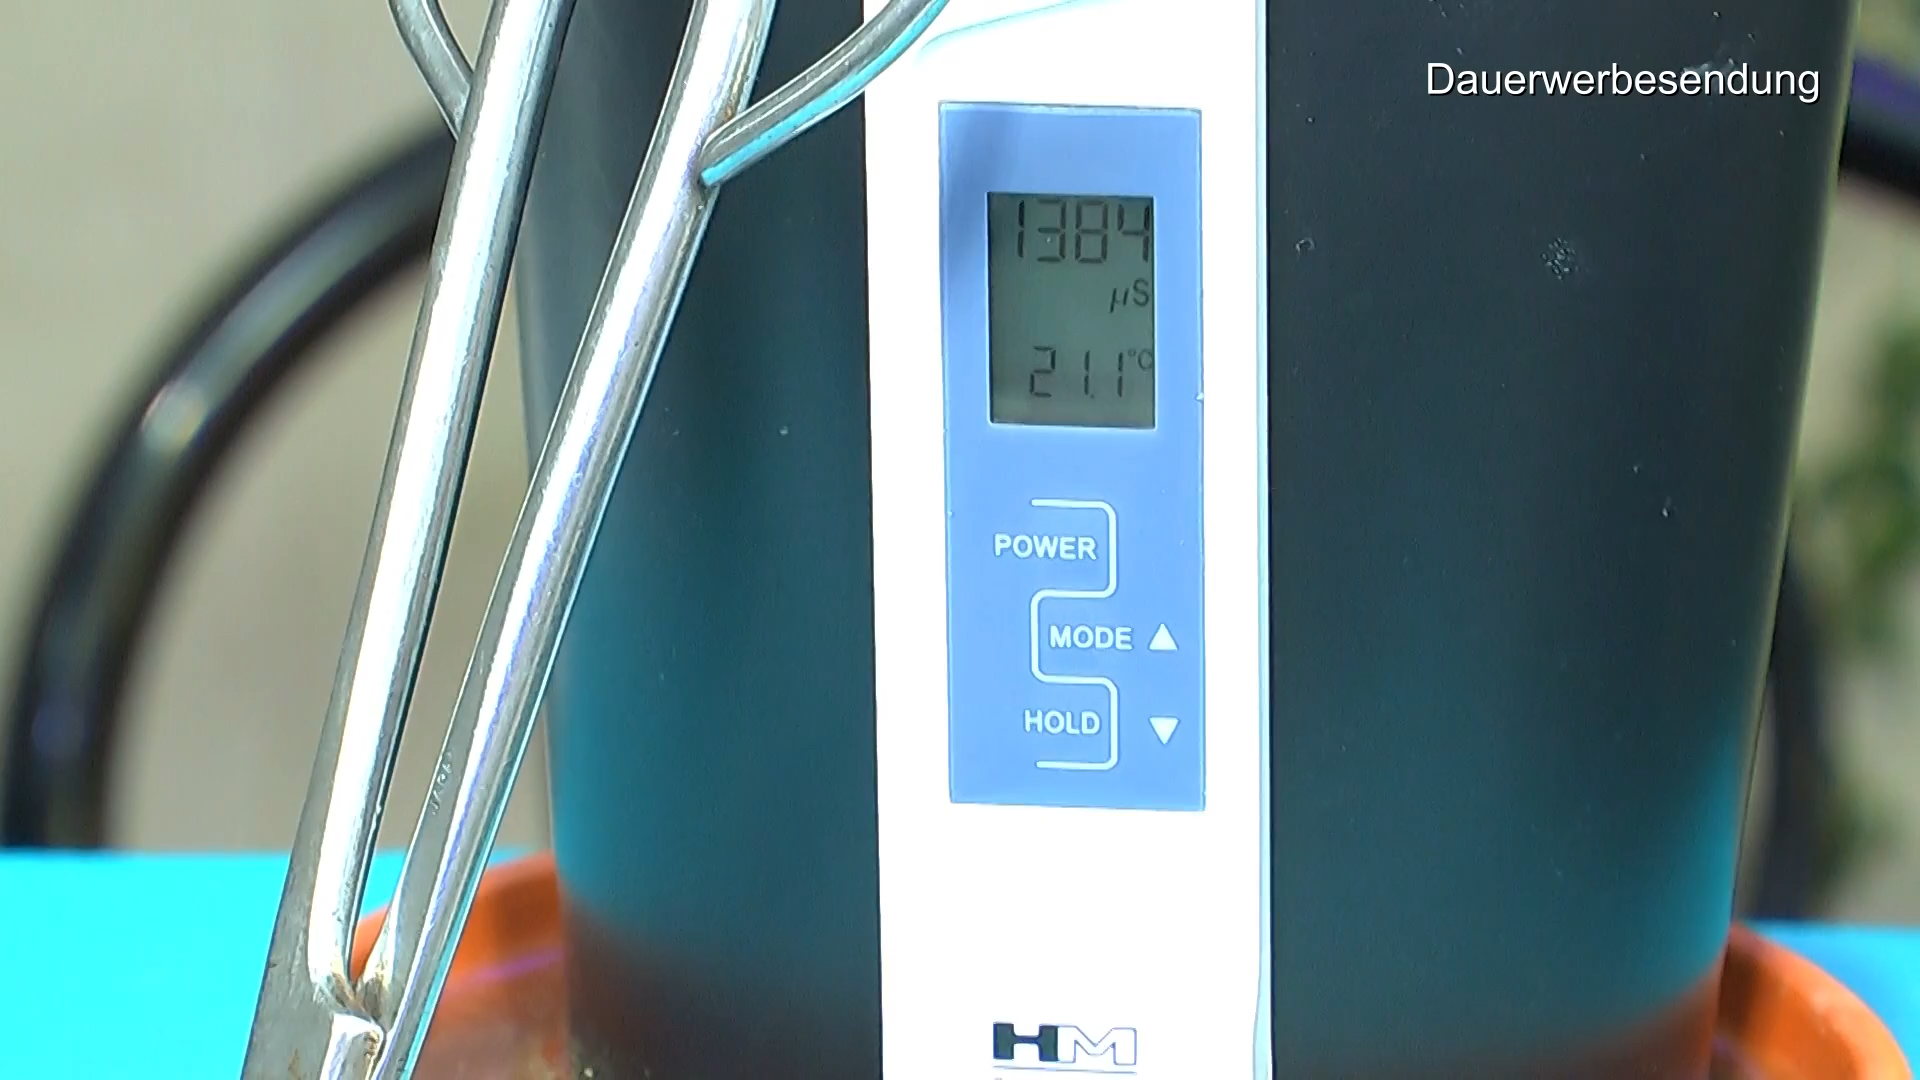 Dauerwerbesendung
1384
µS
21.1°C
POWER
MODE ▲
HOLD ▼
HM